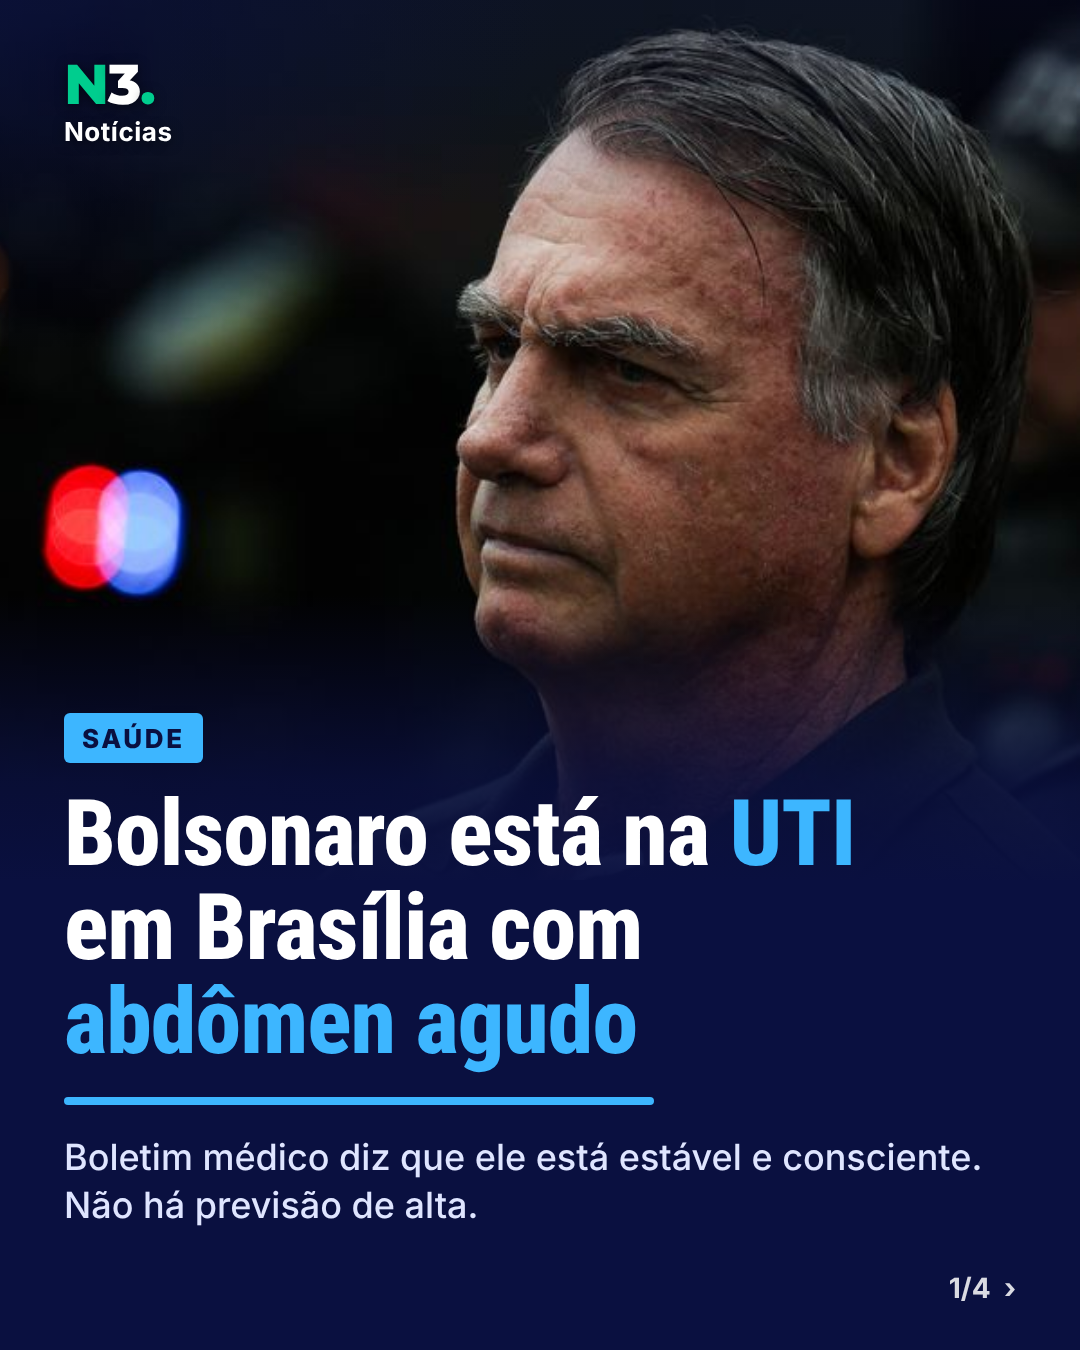 N3.
Notícias
SAÚDE
Bolsonaro está na UTI
em Brasília com
abdômen agudo
Boletim médico diz que ele está estável e consciente.
Não há previsão de alta.
1/4 ›